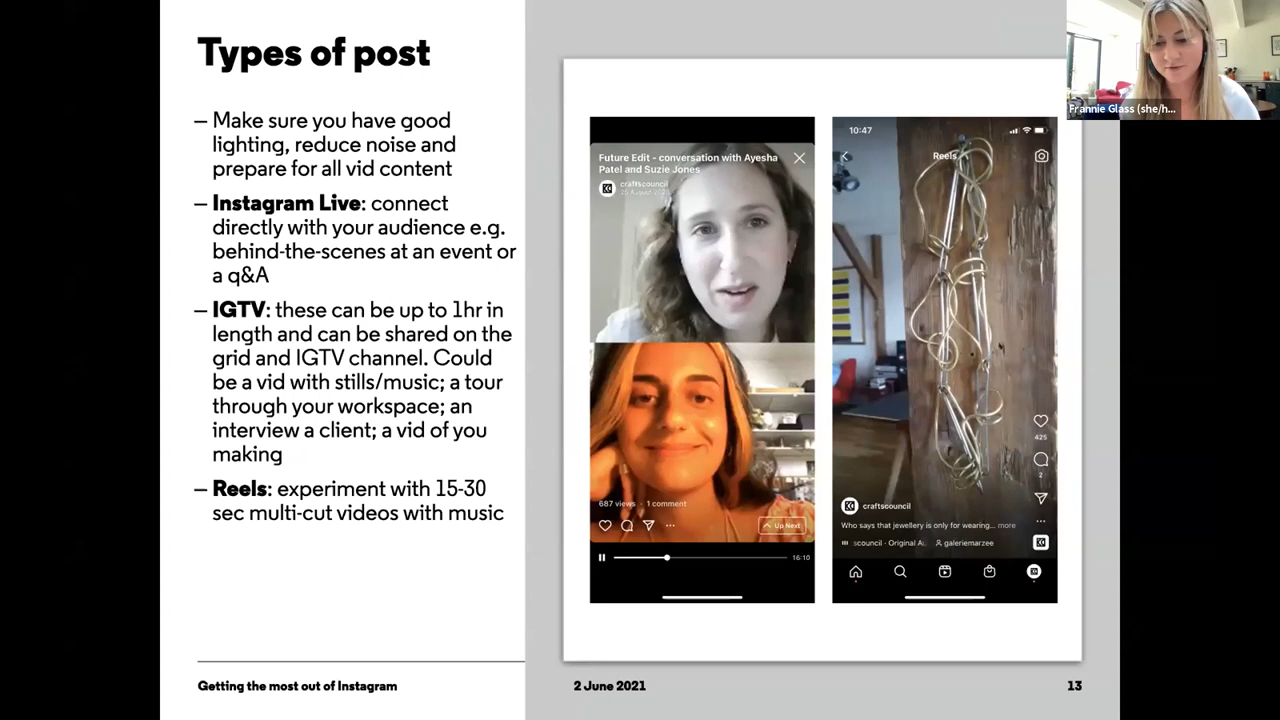 Types of post
— Make sure you have good
lighting, reduce noise and
prepare for all vid content
— Instagram Live: connect
directly with your audience e.g.
behind-the-scenes at an event or
a q&A
— IGTV: these can be up to 1hr in
length and can be shared on the
grid and IGTV channel. Could
be a vid with stills/music; a tour
through your workspace; an
interview a client; a vid of you
making
— Reels: experiment with 15-30
sec multi-cut videos with music
Future Edit - conversation with Ayesha
Patel and Suzie Jones
craftscouncil
687 views · 1 comment
Up Next
16:10
10:47
Reels
425
2
craftscouncil
Who says that jewellery is only for wearing... more
scouncil · Original Au
galeriemarzee
Frannie Glass (she/h...
Getting the most out of Instagram
2 June 2021
13